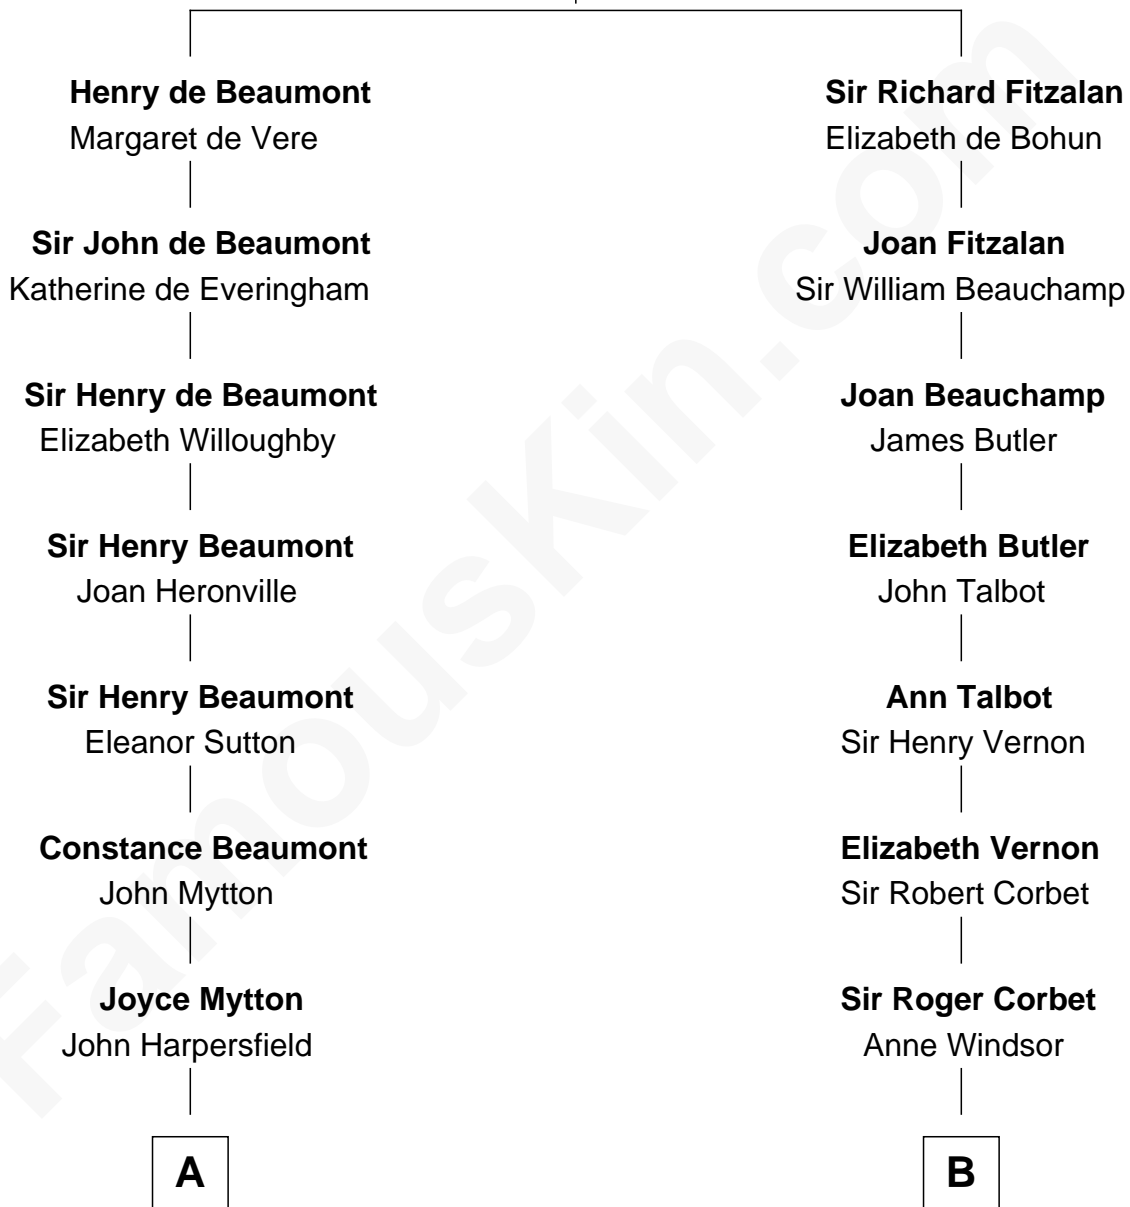 Henry de Beaumont
Margaret de Vere
Sir John de Beaumont
Katherine de Everingham
Sir Henry de Beaumont
Elizabeth Willoughby
Sir Henry Beaumont
Joan Heronville
Sir Henry Beaumont
Eleanor Sutton
Constance Beaumont
John Mytton
Joyce Mytton
John Harpersfield
A
Sir Richard Fitzalan
Elizabeth de Bohun
Joan Fitzalan
Sir William Beauchamp
Joan Beauchamp
James Butler
Elizabeth Butler
John Talbot
Ann Talbot
Sir Henry Vernon
Elizabeth Vernon
Sir Robert Corbet
Sir Roger Corbet
Anne Windsor
B
FamousKin.com